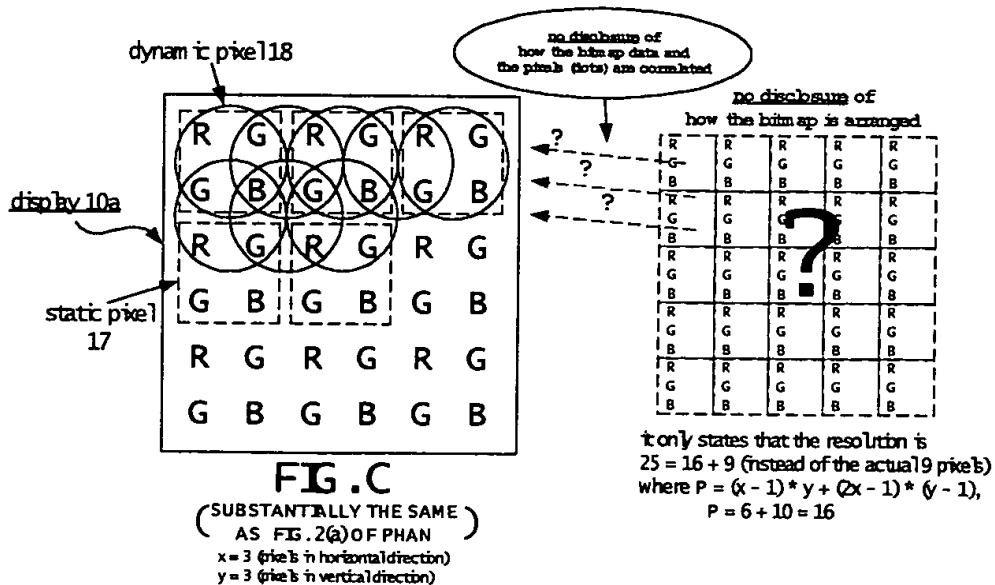 dynamic pixel 18
no disclosure of
how the bitmap data and
the pixels (dots) are correlated
no disclosure of
how the bitmap is arranged
R G R G R G
G B G B G B
R G R G R G
G B G B G B
R G R G R G
G B G B G B
display 10a
static pixel
17
? ? ?
R R R R R
G G G G G
B B B B B
R R R R R
G G G G G
B B B B B
R R R R R
G G G G G
B B B B B
R R R R R
G G G G G
B B B B B
R R R R R
G G G G G
B B B B B
?
FIG.C
(SUBSTANTIALLY THE SAME
AS FIG.2(a) OF PHAN)
x = 3 (pixels in horizontal direction)
y = 3 (pixels in vertical direction)
it only states that the resolution is
25 = 16 + 9 (instead of the actual 9 pixels)
where P = (x - 1) * y + (2x - 1) * (y - 1),
P = 6 + 10 = 16